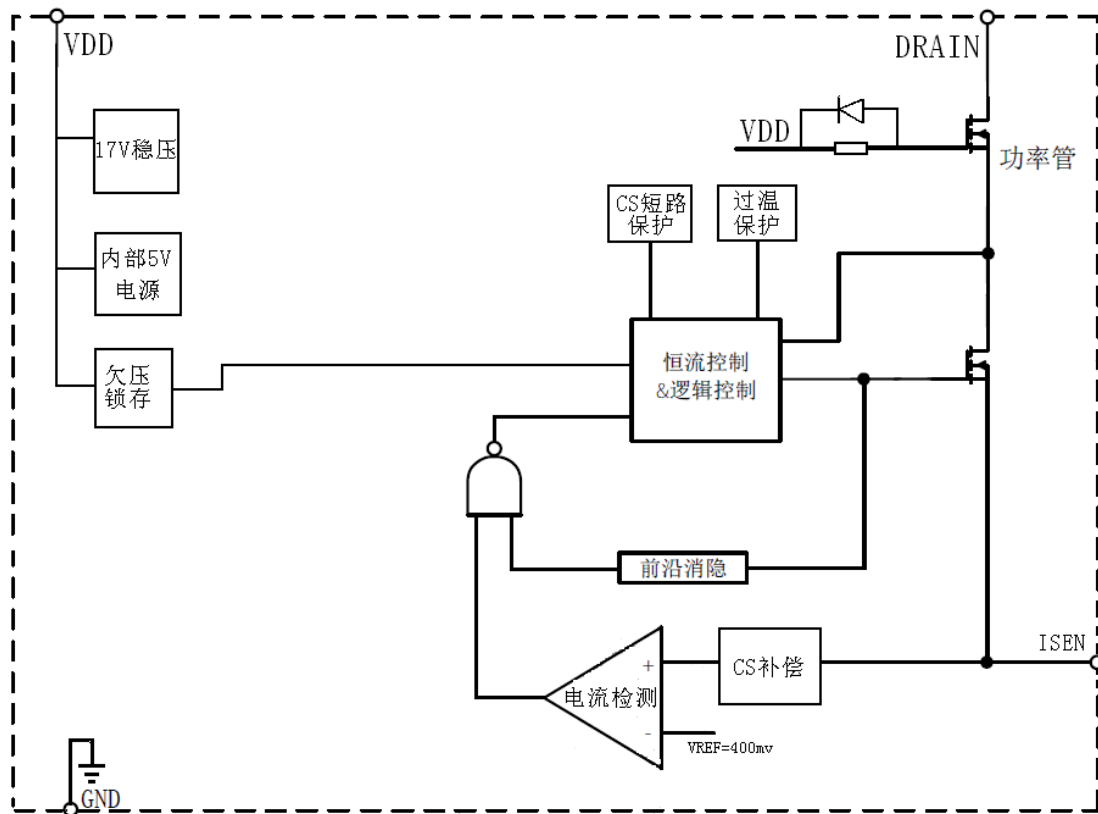 VDD
DRAIN
17V稳压
VDD
功率管
CS短路
保护
过温
保护
内部5V
电源
欠压
锁存
恒流控制
&逻辑控制
前沿消隐
ISEN
CS补偿
+
电流检测
-
VREF=400mv
GND